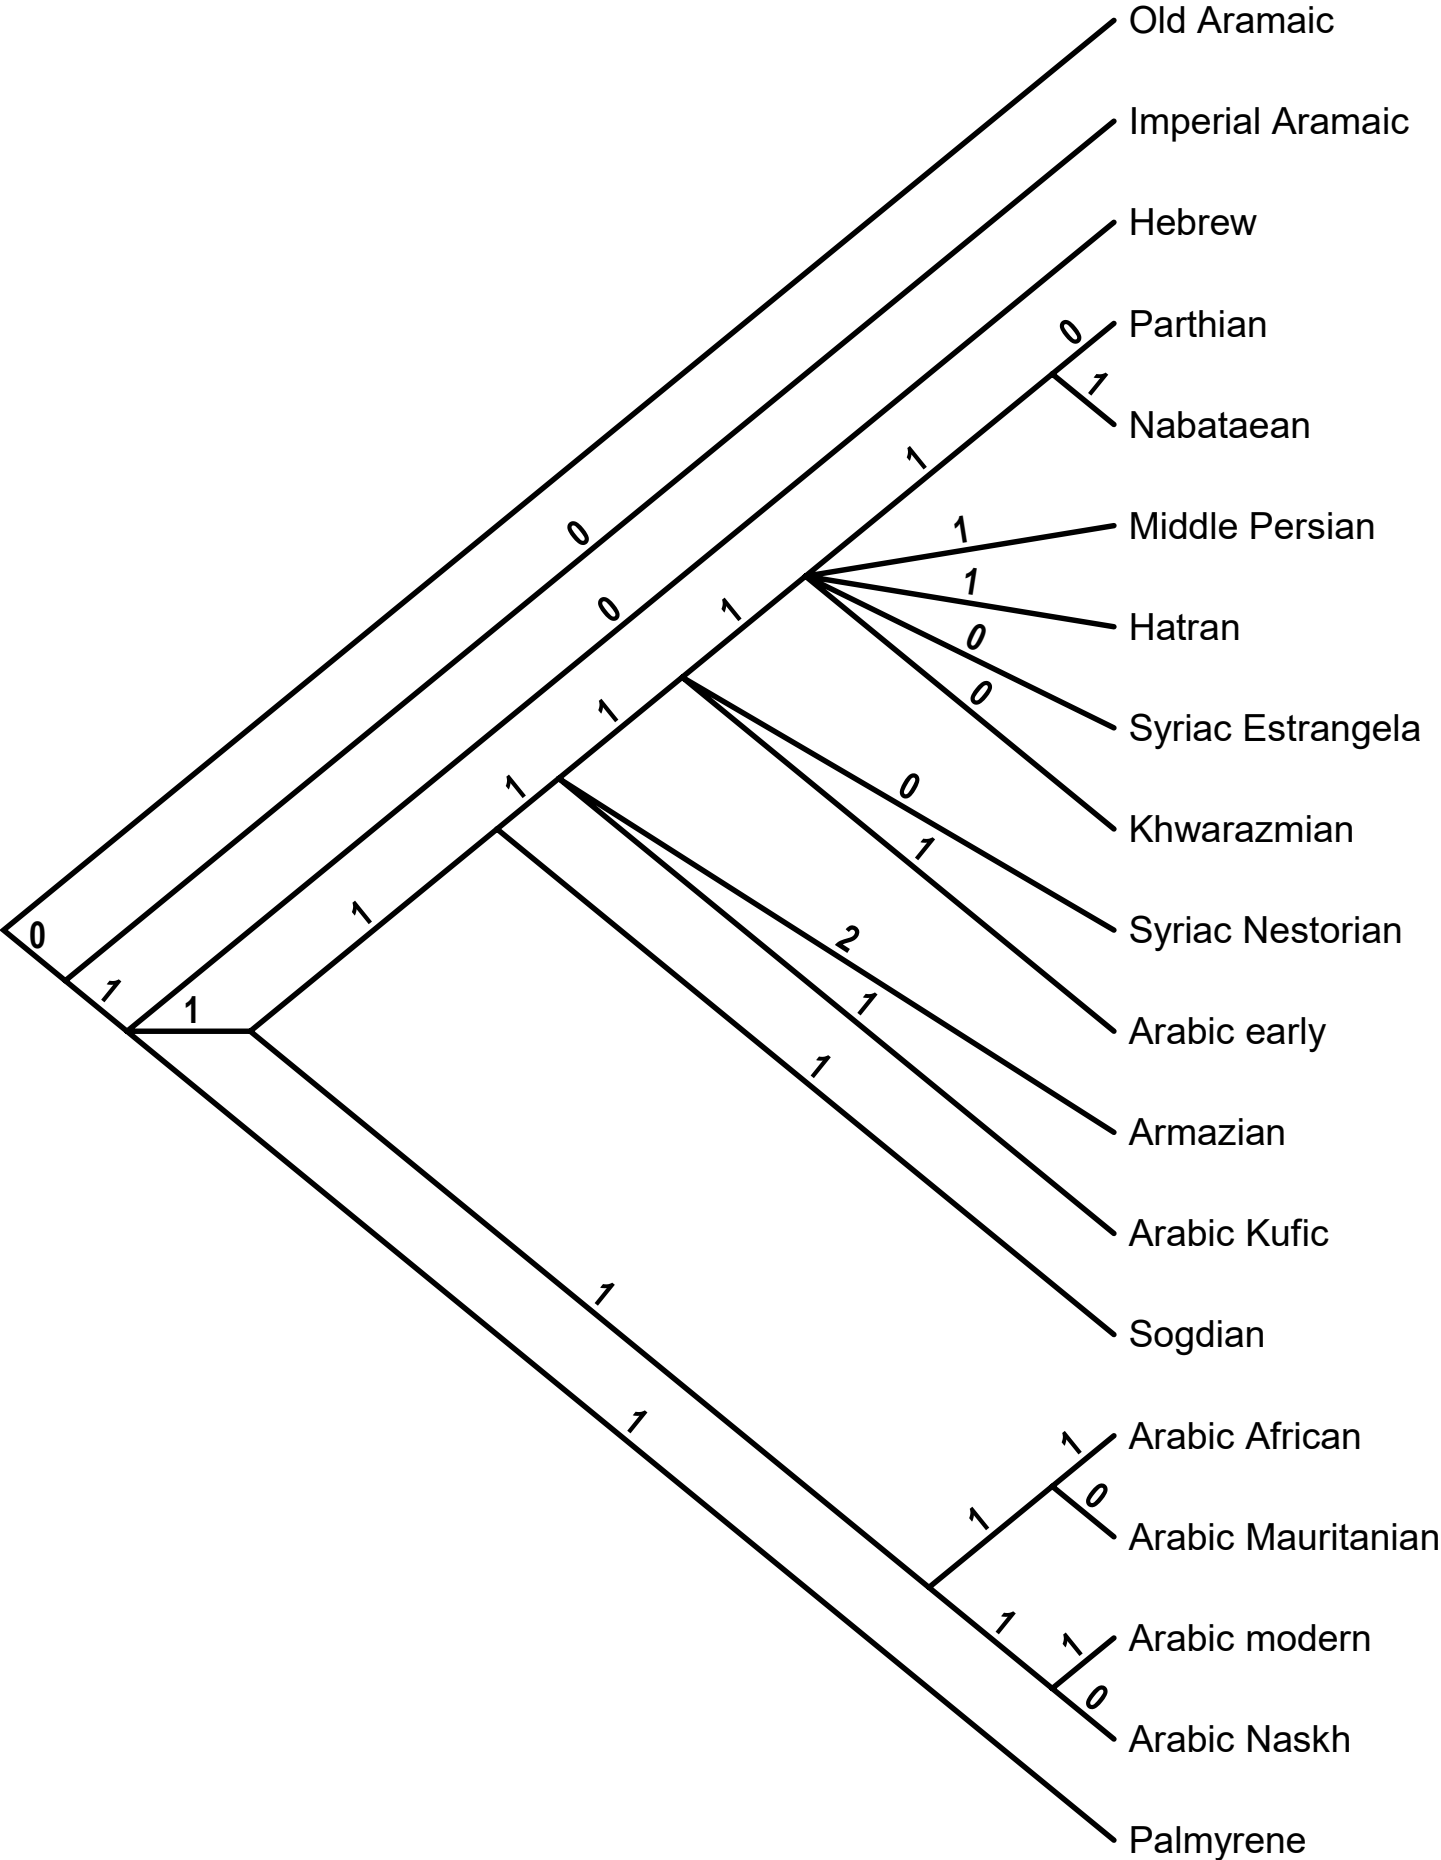 Old Aramaic
Imperial Aramaic
Hebrew
0 Parthian
1
Nabataean
1
1 Middle Persian
0
1
Hatran
0
1
0
Syriac Estrangela
0
1
0
Khwarazmian
1
1
Syriac Nestorian
1
2
0
1
1
1
Arabic early
1
Armazian
Arabic Kufic
1
Sogdian
1
1
Arabic African
0
1
Arabic Mauritanian
1
1
Arabic modern
0
Arabic Naskh
Palmyrene